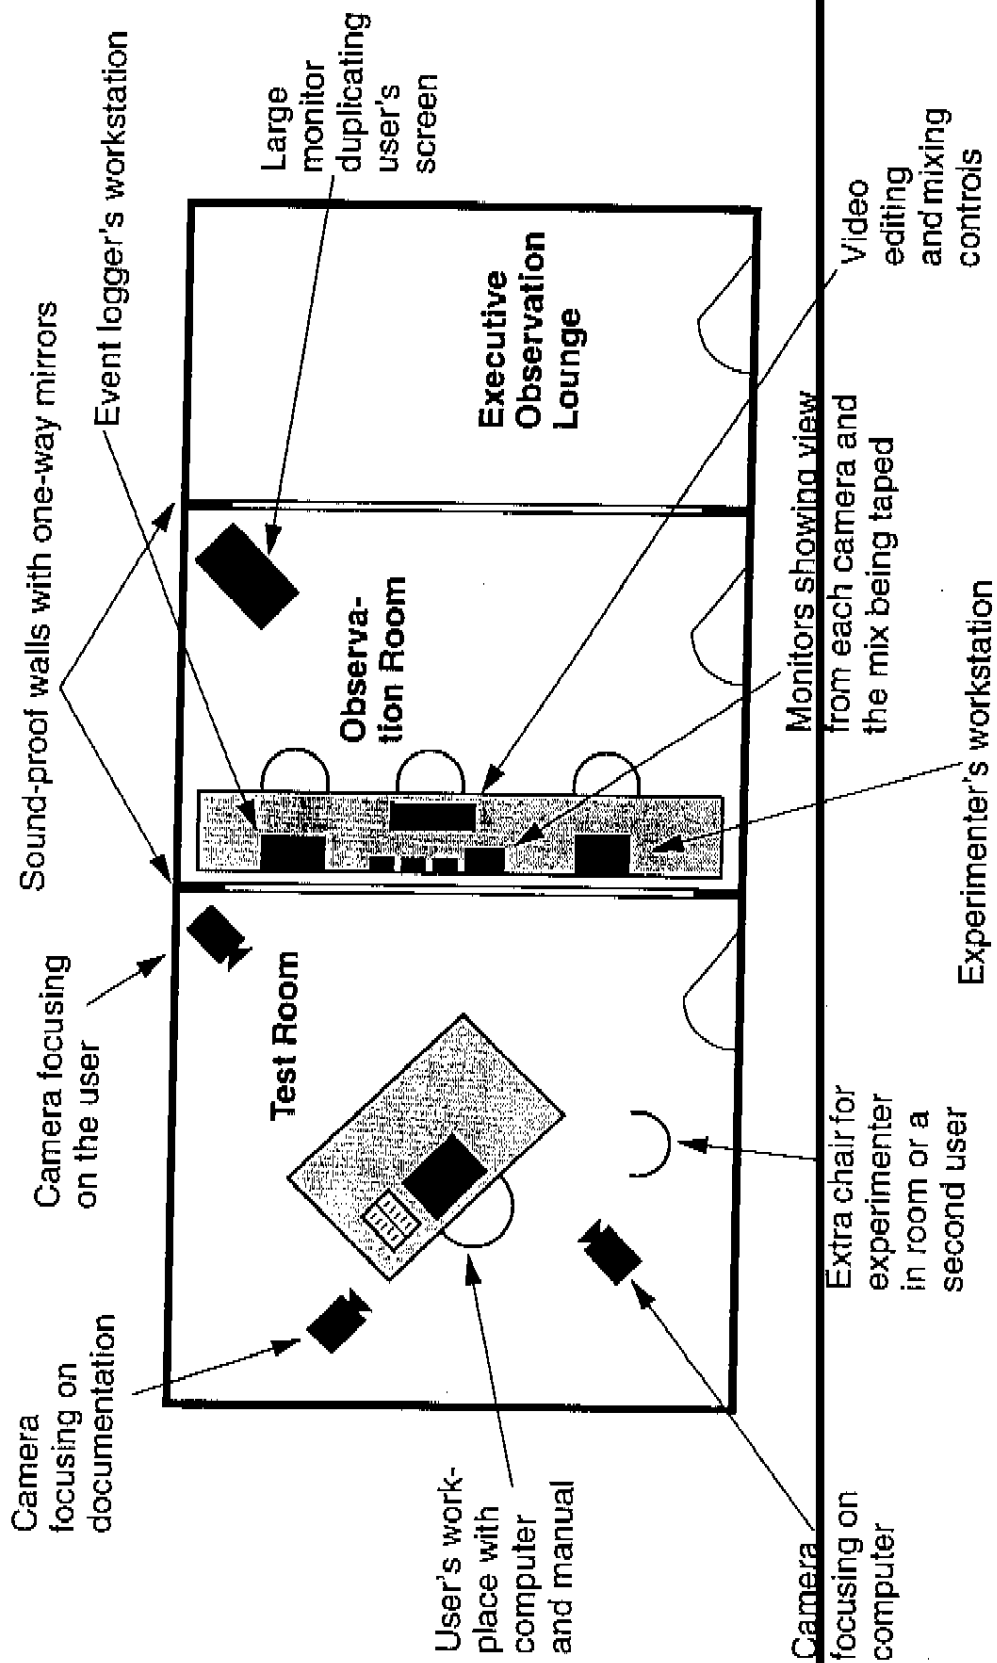 Sound-proof walls with one-way mirrors
Event logger's workstation
Camera focusing
on the user
Camera
focusing on
documentation
Large
monitor
duplicating
user's
screen
Test Room
Observa-
tion Room
Executive
Observation
Lounge
User's work-
place with
computer
and manual
Camera
focusing on
computer
Extra chair for
experimenter
in room or a
second user
Monitors showing view
from each camera and
the mix being taped
Experimenter's workstation
Video
editing
and mixing
controls